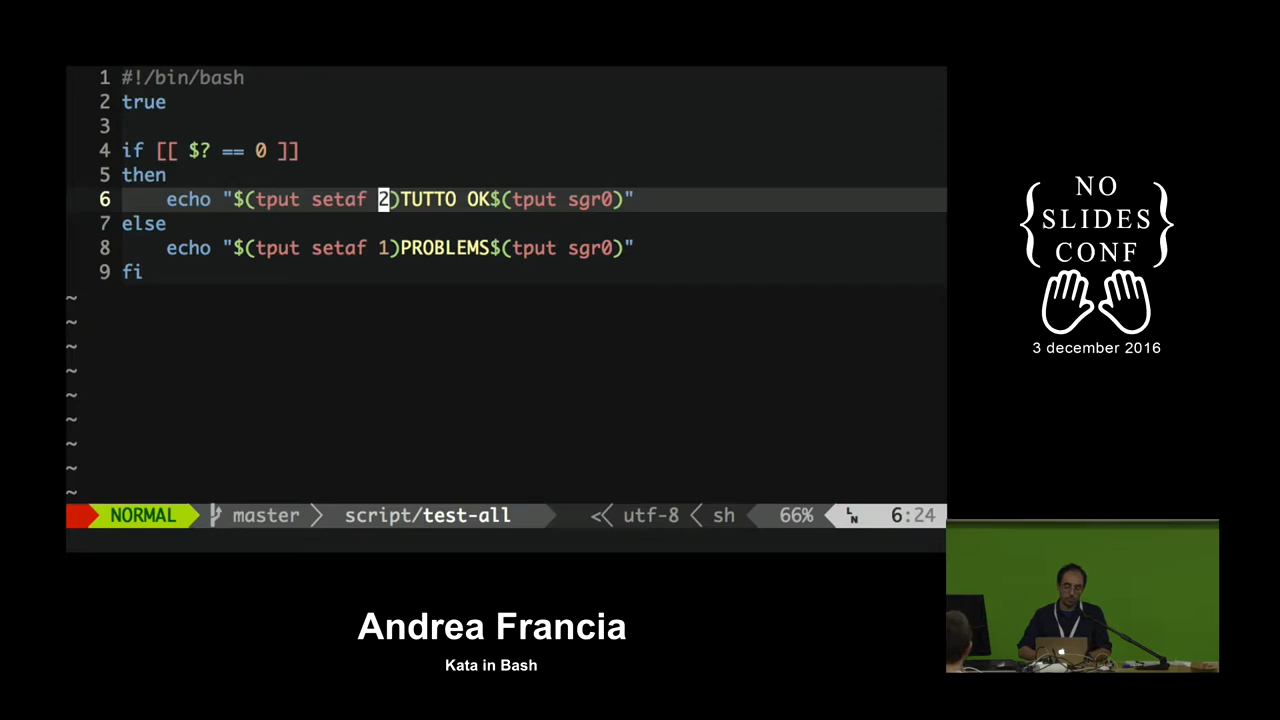 1 #!/bin/bash
2 true
3
4 if [[ $? == 0 ]]
5 then
6     echo "$(tput setaf 2)TUTTO OK$(tput sgr0)"
7 else
8     echo "$(tput setaf 1)PROBLEMS$(tput sgr0)"
9 fi
~
~
~
~
~
~
~
~
~
NORMAL master script/test-all utf-8 sh 66% LN 6:24
NO
SLIDES
CONF
3 december 2016
Andrea Francia
Kata in Bash